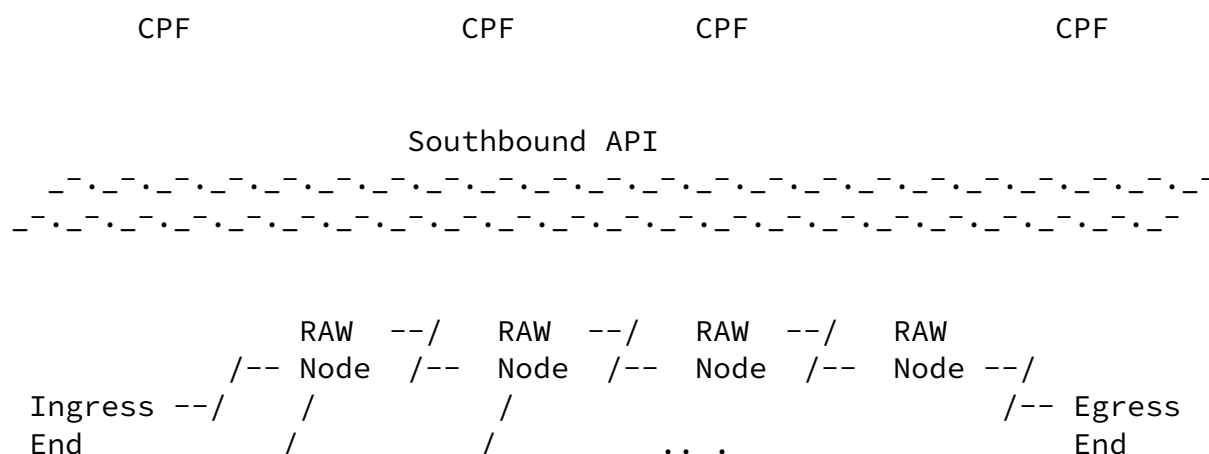 CPF CPF CPF CPF
Southbound API
_-._-._-._-._-._-._-._-._-._-._-._-._-._-._-._-._-._-._-._-._-._-
_-._-._-._-._-._-._-._-._-._-._-._-._-._-._-._-._-._-._-._-._-._-
RAW --/ RAW --/ RAW --/ RAW
/-- Node /-- Node /-- Node /-- Node --/
Ingress --/ / / /-- Egress
End / / .. . End